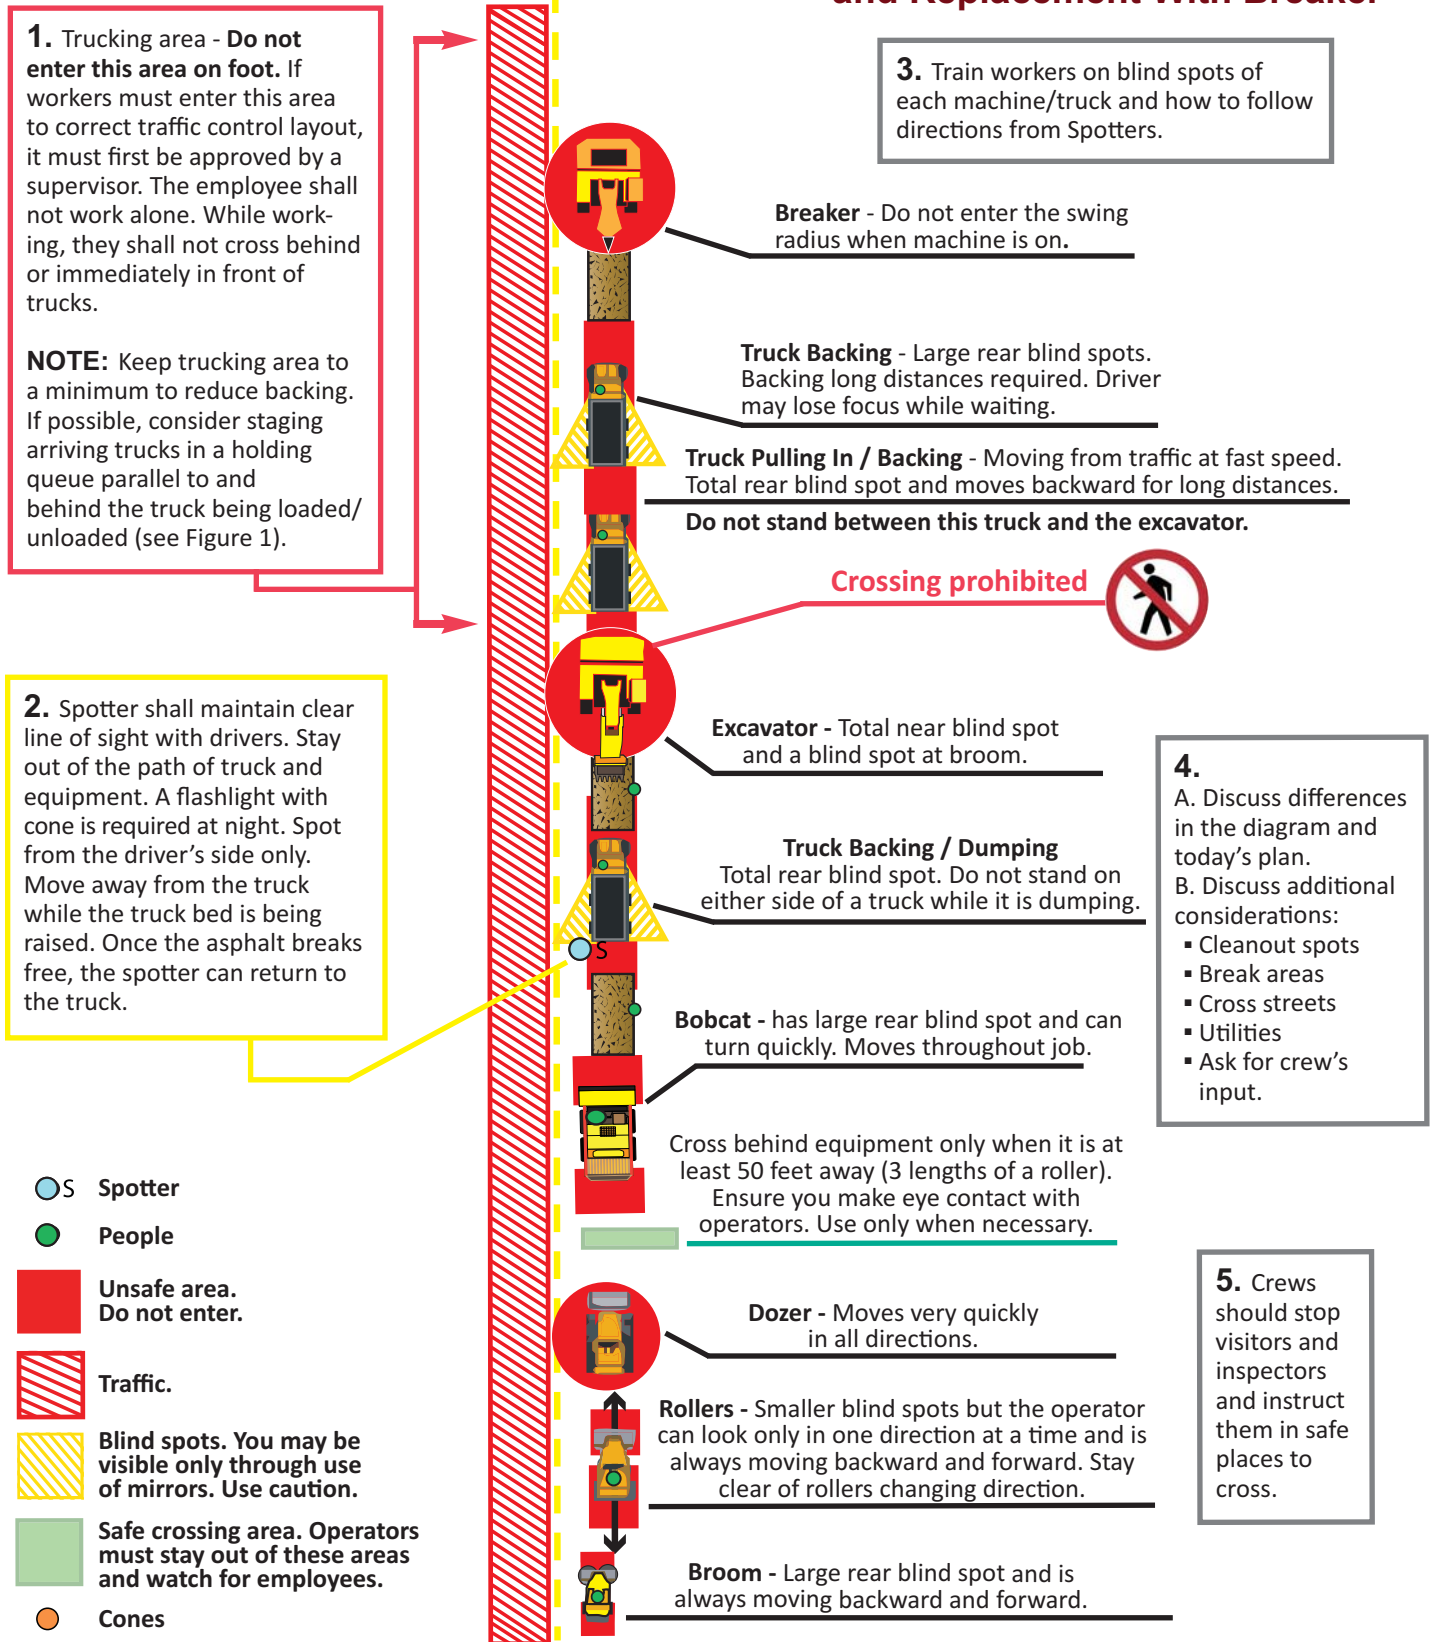 and Replacement With Breaker
1. Trucking area - Do not
enter this area on foot. If
workers must enter this area
to correct traffic control layout,
it must first be approved by a
supervisor. The employee shall
not work alone. While work-
ing, they shall not cross behind
or immediately in front of
trucks.
NOTE: Keep trucking area to
a minimum to reduce backing.
If possible, consider staging
arriving trucks in a holding
queue parallel to and
behind the truck being loaded/
unloaded (see Figure 1).
3. Train workers on blind spots of
each machine/truck and how to follow
directions from Spotters.
Breaker - Do not enter the swing
radius when machine is on.
Truck Backing - Large rear blind spots.
Backing long distances required. Driver
may lose focus while waiting.
Truck Pulling In / Backing - Moving from traffic at fast speed.
Total rear blind spot and moves backward for long distances.
Do not stand between this truck and the excavator.
Crossing prohibited
2. Spotter shall maintain clear
line of sight with drivers. Stay
out of the path of truck and
equipment. A flashlight with
cone is required at night. Spot
from the driver's side only.
Move away from the truck
while the truck bed is being
raised. Once the asphalt breaks
free, the spotter can return to
the truck.
Excavator - Total near blind spot
and a blind spot at broom.
Truck Backing / Dumping
Total rear blind spot. Do not stand on
either side of a truck while it is dumping.
S
4.
A. Discuss differences
in the diagram and
today's plan.
B. Discuss additional
considerations:
▪ Cleanout spots
▪ Break areas
▪ Cross streets
▪ Utilities
▪ Ask for crew's
input.
Bobcat - has large rear blind spot and can
turn quickly. Moves throughout job.
Cross behind equipment only when it is at
least 50 feet away (3 lengths of a roller).
Ensure you make eye contact with
operators. Use only when necessary.
Dozer - Moves very quickly
in all directions.
Rollers - Smaller blind spots but the operator
can look only in one direction at a time and is
always moving backward and forward. Stay
clear of rollers changing direction.
Broom - Large rear blind spot and is
always moving backward and forward.
5. Crews
should stop
visitors and
inspectors
and instruct
them in safe
places to
cross.
S Spotter
People
Unsafe area.
Do not enter.
Traffic.
Blind spots. You may be
visible only through use
of mirrors. Use caution.
Safe crossing area. Operators
must stay out of these areas
and watch for employees.
Cones